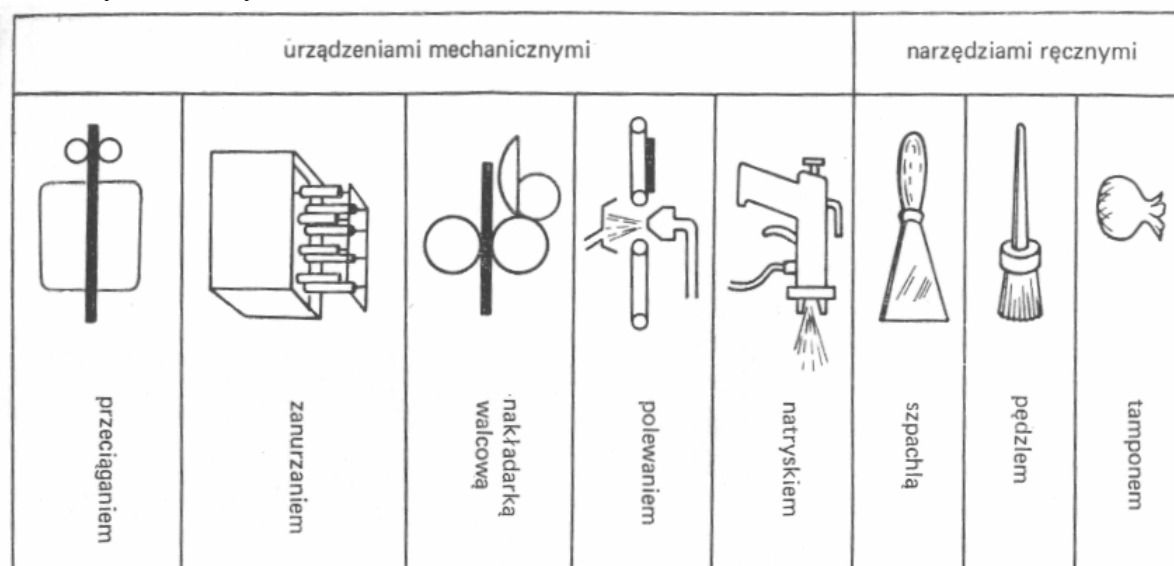 urządzeniami mechanicznymi
narzędziami ręcznymi
przeciąganiem
zanurzaniem
nakładarką
walcową
polewaniem
natryskiem
szpachlą
pędzlem
tamponem